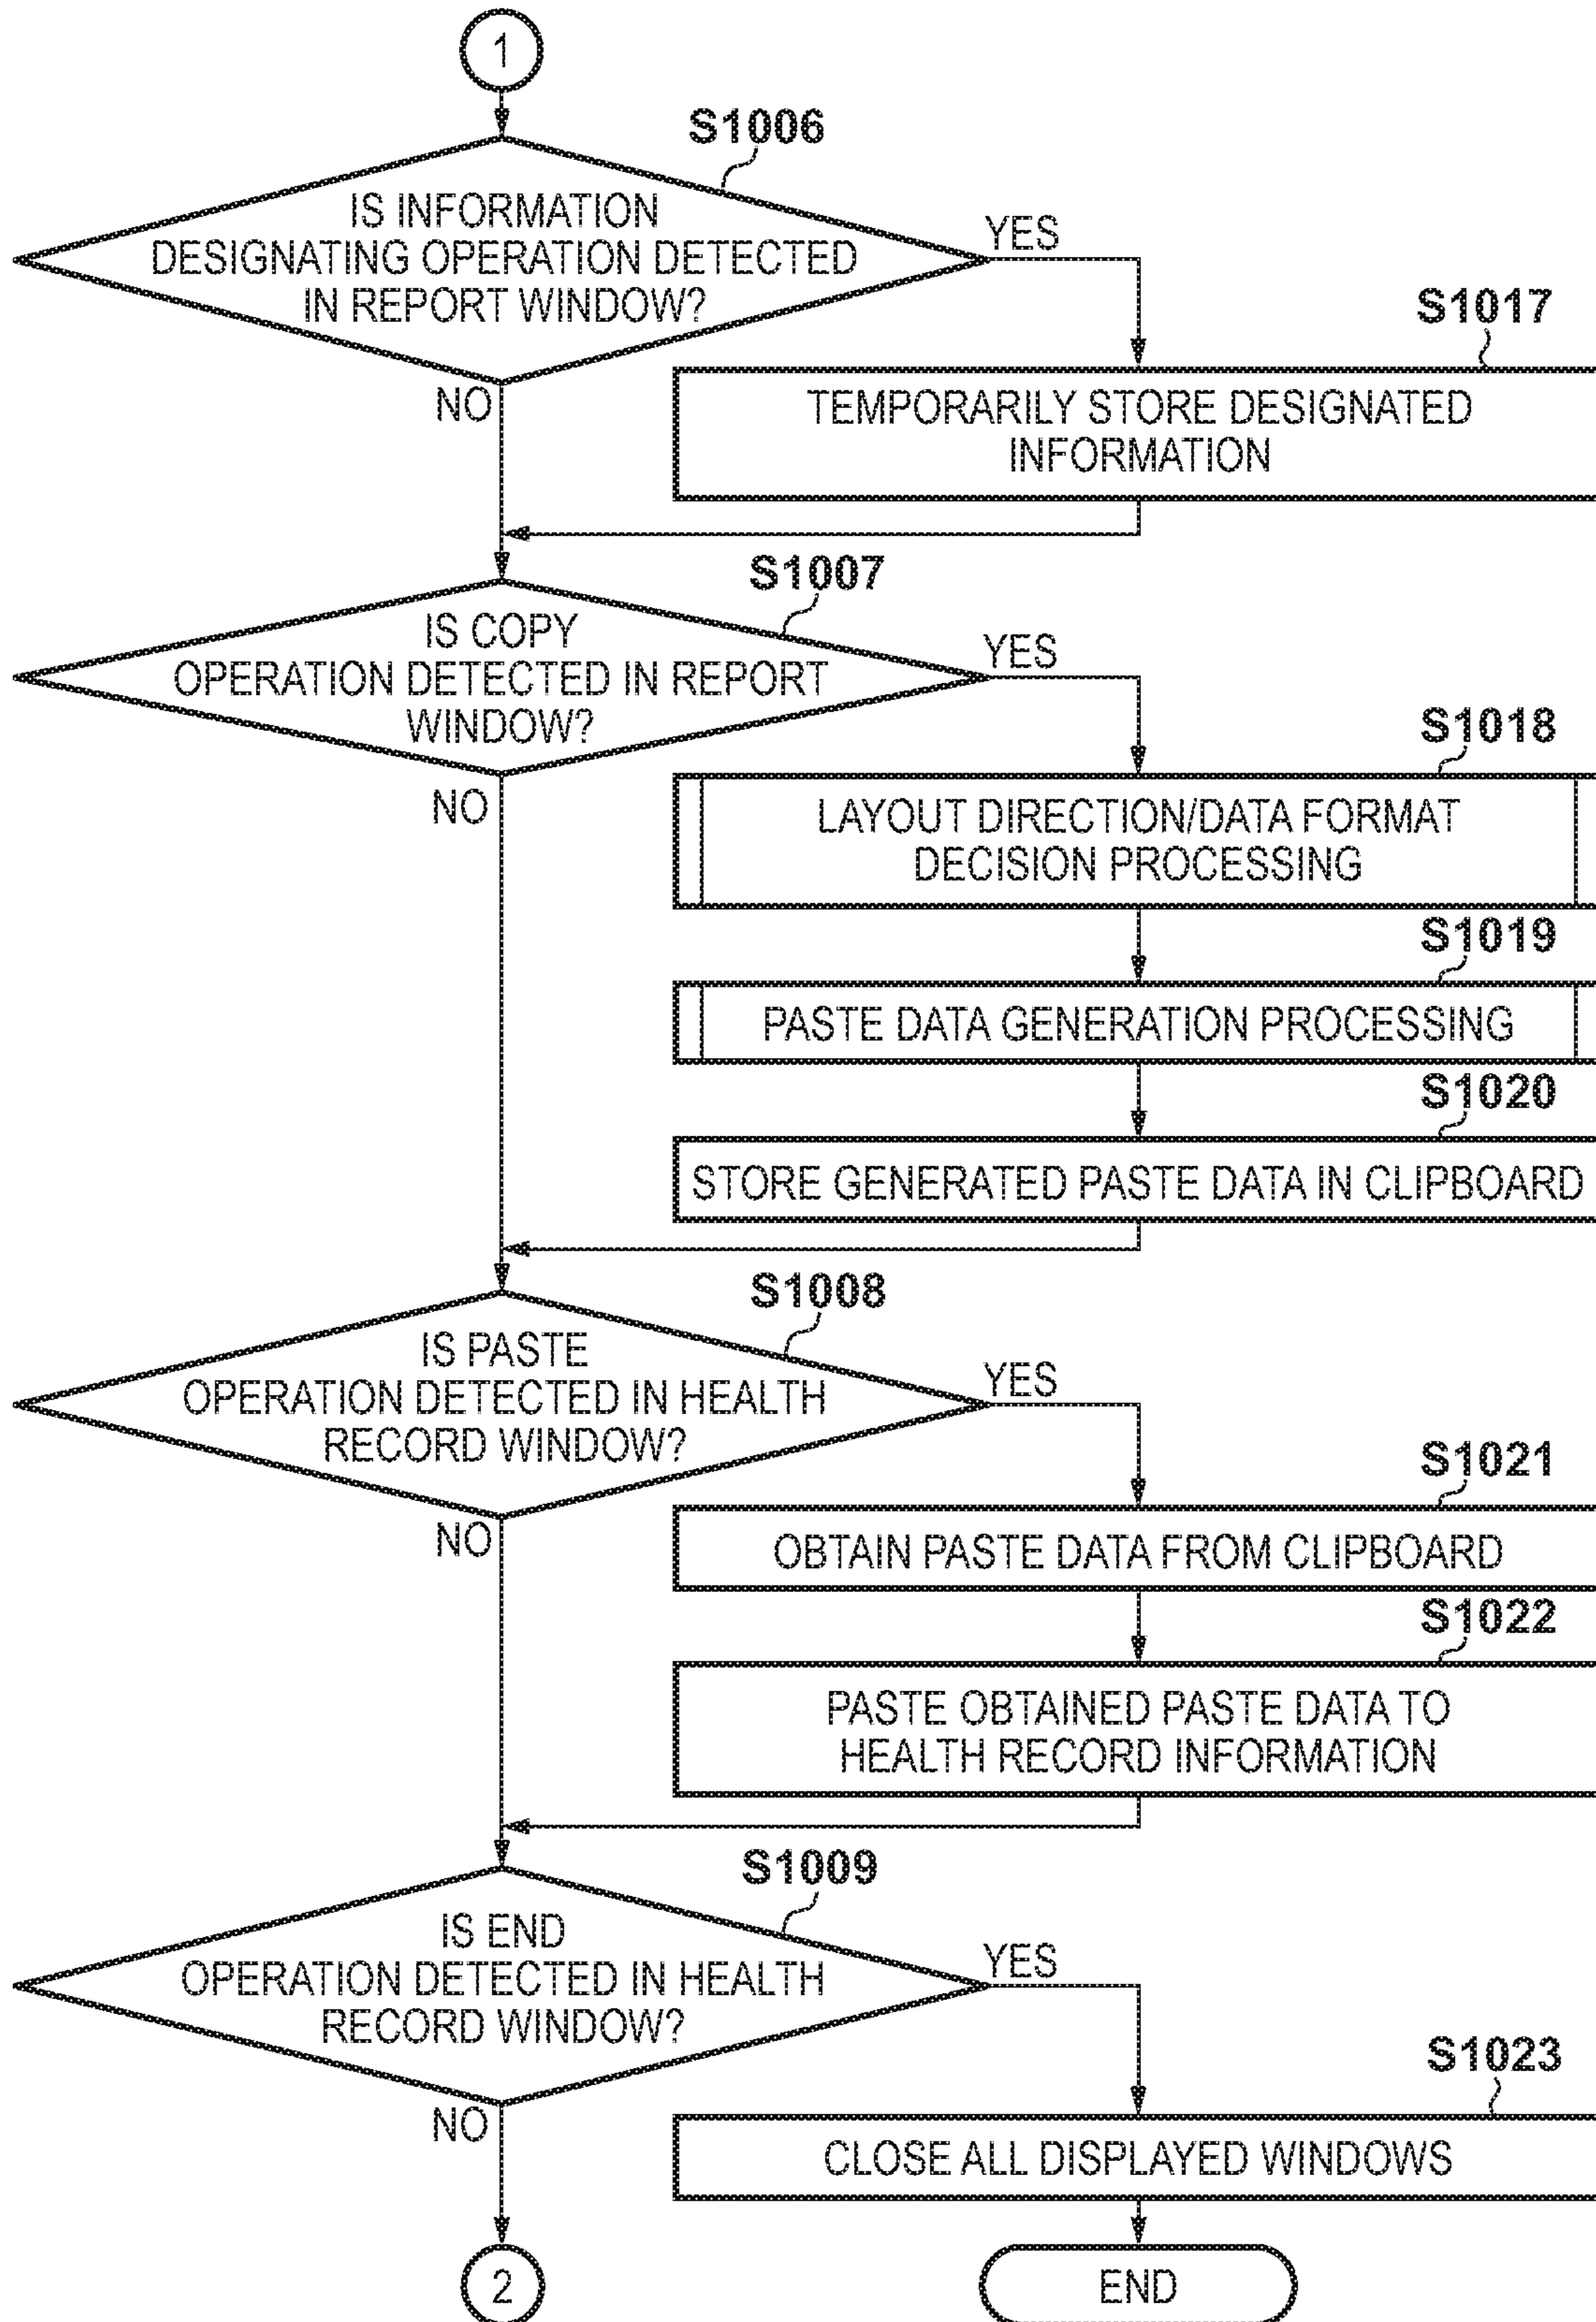 1
S1006
IS INFORMATION
DESIGNATING OPERATION DETECTED
IN REPORT WINDOW?
YES
NO
S1017
TEMPORARILY STORE DESIGNATED
INFORMATION
S1007
IS COPY
OPERATION DETECTED IN REPORT
WINDOW?
YES
NO
S1018
LAYOUT DIRECTION/DATA FORMAT
DECISION PROCESSING
S1019
PASTE DATA GENERATION PROCESSING
S1020
STORE GENERATED PASTE DATA IN CLIPBOARD
S1008
IS PASTE
OPERATION DETECTED IN HEALTH
RECORD WINDOW?
YES
NO
S1021
OBTAIN PASTE DATA FROM CLIPBOARD
S1022
PASTE OBTAINED PASTE DATA TO
HEALTH RECORD INFORMATION
S1009
IS END
OPERATION DETECTED IN HEALTH
RECORD WINDOW?
YES
NO
S1023
CLOSE ALL DISPLAYED WINDOWS
2
END